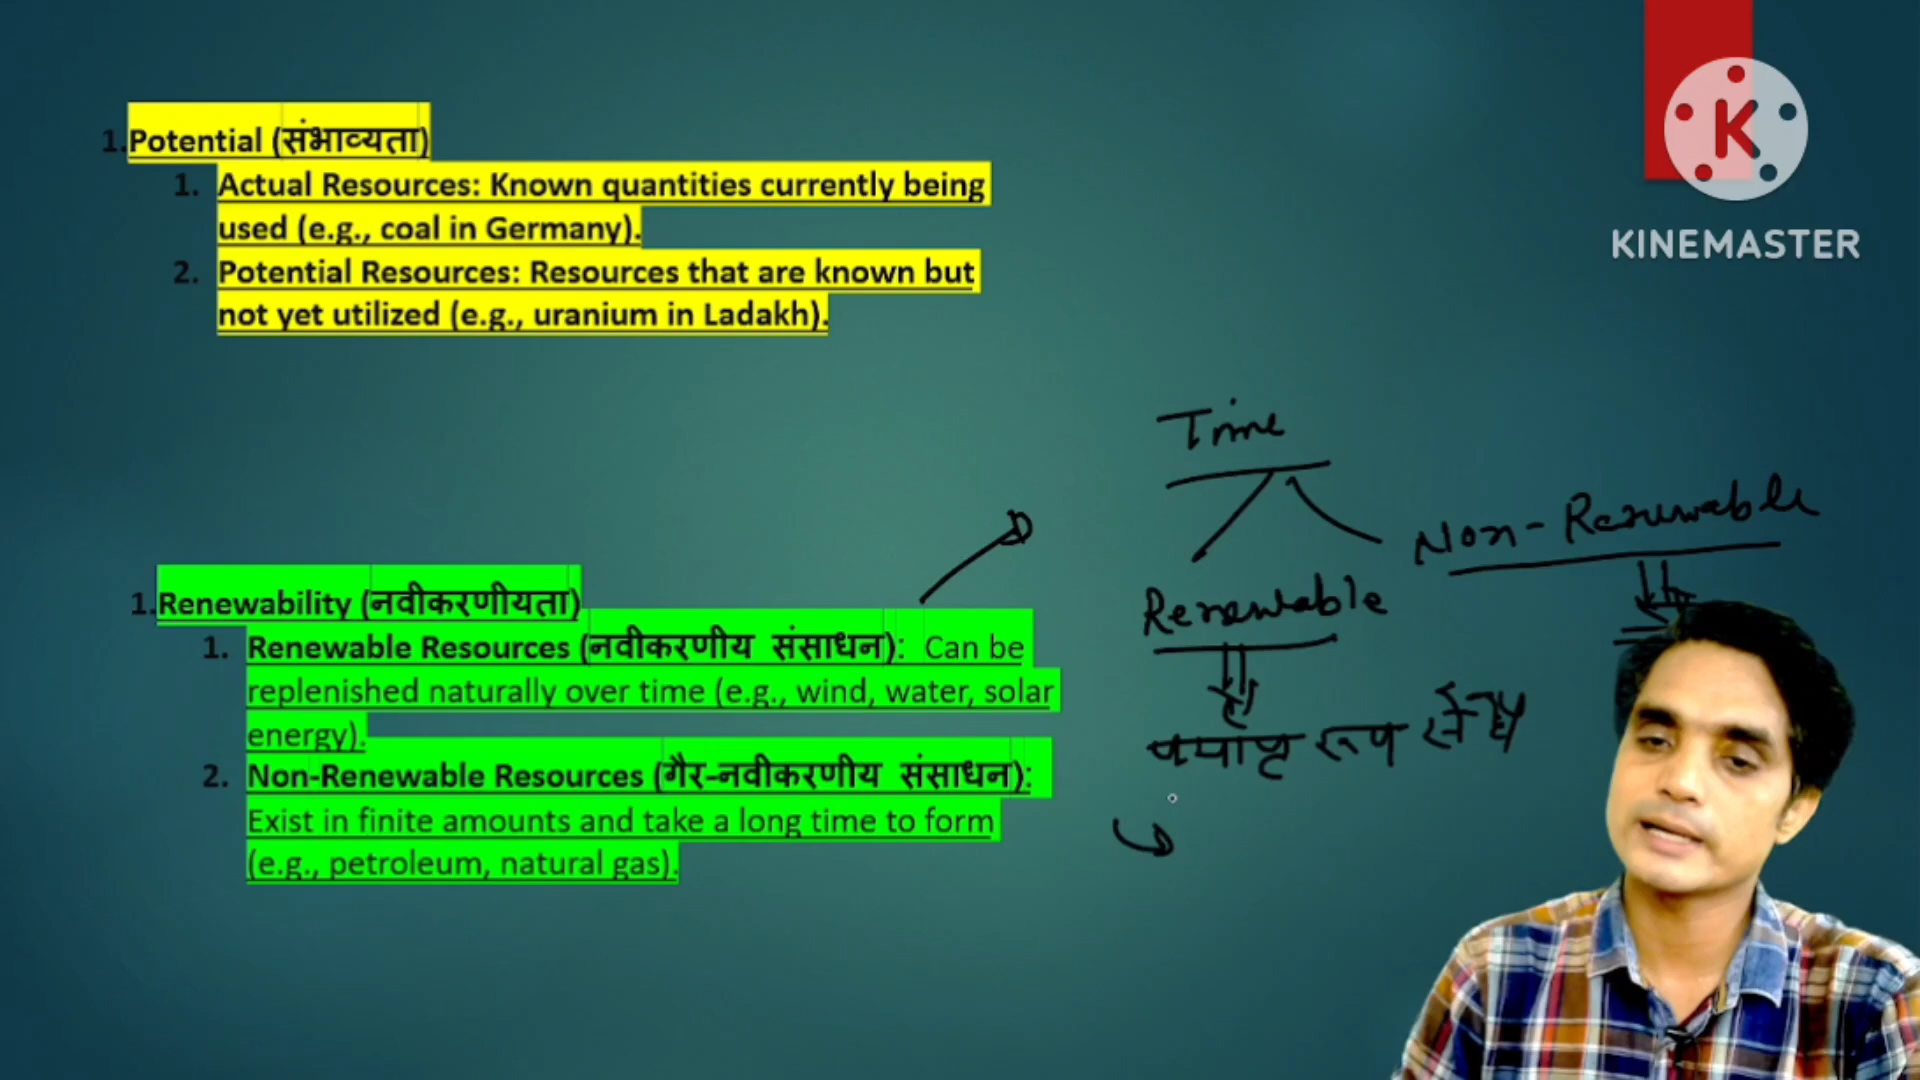 1.Potential (संभाव्यता)
1. Actual Resources: Known quantities currently being
used (e.g., coal in Germany).
2. Potential Resources: Resources that are known but
not yet utilized (e.g., uranium in Ladakh).
1.Renewability (नवीकरणीयता)
1. Renewable Resources (नवीकरणीय संसाधन): Can be
replenished naturally over time (e.g., wind, water, solar
energy).
2. Non-Renewable Resources (गैर-नवीकरणीय संसाधन):
Exist in finite amounts and take a long time to form
(e.g., petroleum, natural gas).
Time
Renewable
Non-Renewable
रूप से
K
KINEMASTER